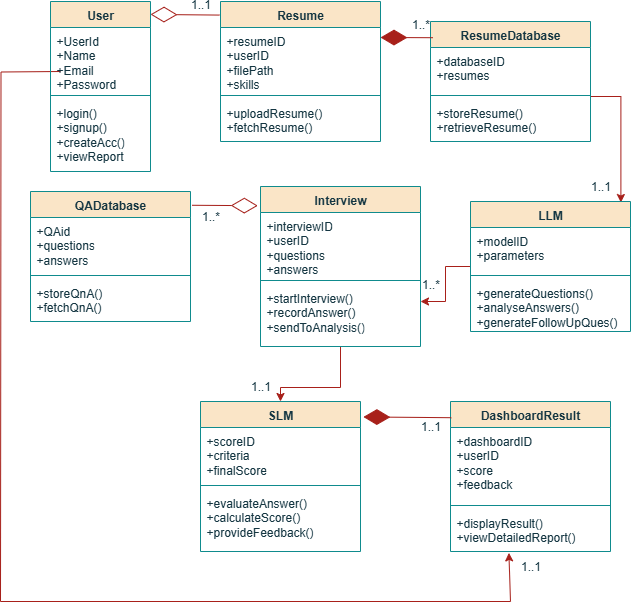 User
+UserId
+Name
+Email
+Password
+login()
+signup()
+createAcc()
+viewReport
1..1
Resume
+resumeID
+userID
+filePath
+skills
+uploadResume()
+fetchResume()
1..*
ResumeDatabase
+databaseID
+resumes
+storeResume()
+retrieveResume()
1..1
QADatabase
+QAid
+questions
+answers
+storeQnA()
+fetchQnA()
1..*
Interview
+interviewID
+userID
+questions
+answers
+startInterview()
+recordAnswer()
+sendToAnalysis()
1..*
LLM
+modelID
+parameters
+generateQuestions()
+analyseAnswers()
+generateFollowUpQues()
1..1
SLM
+scoreID
+criteria
+finalScore
+evaluateAnswer()
+calculateScore()
+provideFeedback()
1..1
DashboardResult
+dashboardID
+userID
+score
+feedback
+displayResult()
+viewDetailedReport()
1..1